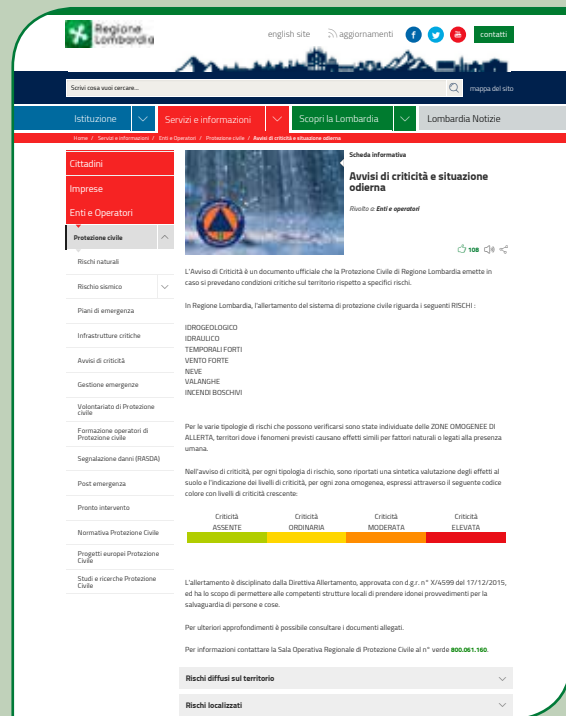 Regione
Lombardia
english site
aggiornamenti
contatti
Scrivi cosa vuoi cercare...
mappa del sito
Istituzione
Servizi e informazioni
Scopri la Lombardia
Lombardia Notizie
Home / Servizi e Informazioni / Enti e Operatori / Protezione civile / Avvisi di criticità e situazione odierna
Cittadini
Imprese
Enti e Operatori
Protezione civile
Rischi naturali
Rischio sismico
Piani di emergenza
Infrastrutture critiche
Avvisi di criticità
Gestione emergenze
Volontariato di Protezione
civile
Formazione operatori di
Protezione civile
Segnalazione danni (RASDA)
Post emergenza
Pronto intervento
Normativa Protezione Civile
Progetti europei Protezione
Civile
Studi e ricerche Protezione
Civile
Scheda informativa
Avvisi di criticità e situazione
odierna
Rivolto a: Enti e operatori
108
L'Avviso di Criticità è un documento ufficiale che la Protezione Civile di Regione Lombardia emette in
caso si prevedano condizioni critiche sul territorio rispetto a specifici rischi.
In Regione Lombardia, l'allertamento del sistema di protezione civile riguarda i seguenti RISCHI :
IDROGEOLOGICO
IDRAULICO
TEMPORALI FORTI
VENTO FORTE
NEVE
VALANGHE
INCENDI BOSCHIVI
Per le varie tipologie di rischi che possono verificarsi sono state individuate delle ZONE OMOGENEE DI
ALLERTA, territori dove i fenomeni previsti causano effetti simili per fattori naturali o legati alla presenza
umana.
Nell'avviso di criticità, per ogni tipologia di rischio, sono riportati una sintetica valutazione degli effetti al
suolo e l'indicazione dei livelli di criticità, per ogni zona omogenea, espressi attraverso il seguente codice
colore con livelli di criticità crescente:
Criticità Criticità Criticità Criticità
ASSENTE ORDINARIA MODERATA ELEVATA
L'allertamento è disciplinato dalla Direttiva Allertamento, approvata con d.g.r. n° X/4599 del 17/12/2015,
ed ha lo scopo di permettere alle competenti strutture locali di prendere idonei provvedimenti per la
salvaguardia di persone e cose.
Per ulteriori approfondimenti è possibile consultare i documenti allegati.
Per informazioni contattare la Sala Operativa Regionale di Protezione Civile al n° verde 800.061.160.
Rischi diffusi sul territorio
Rischi localizzati